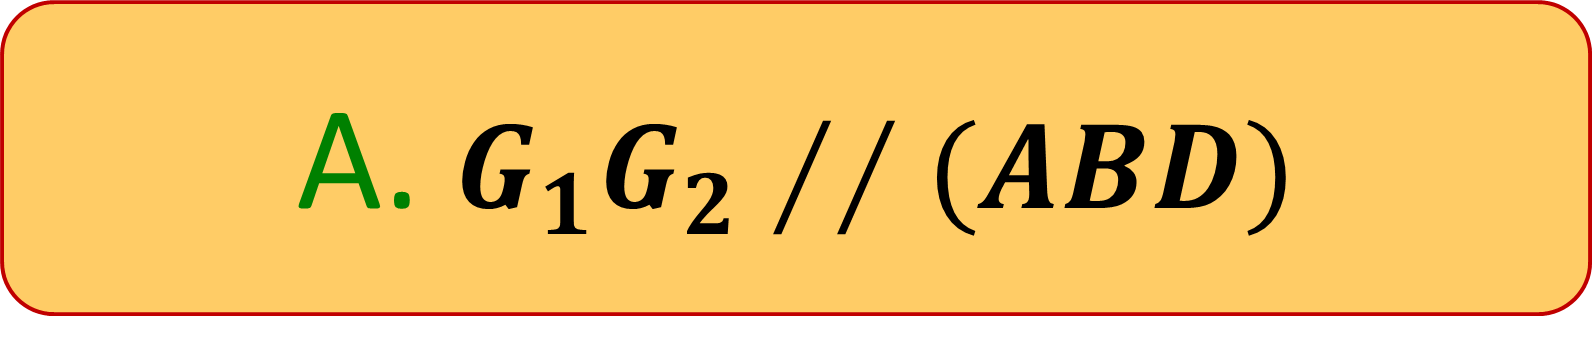 A. G₁G₂ // (ABD)